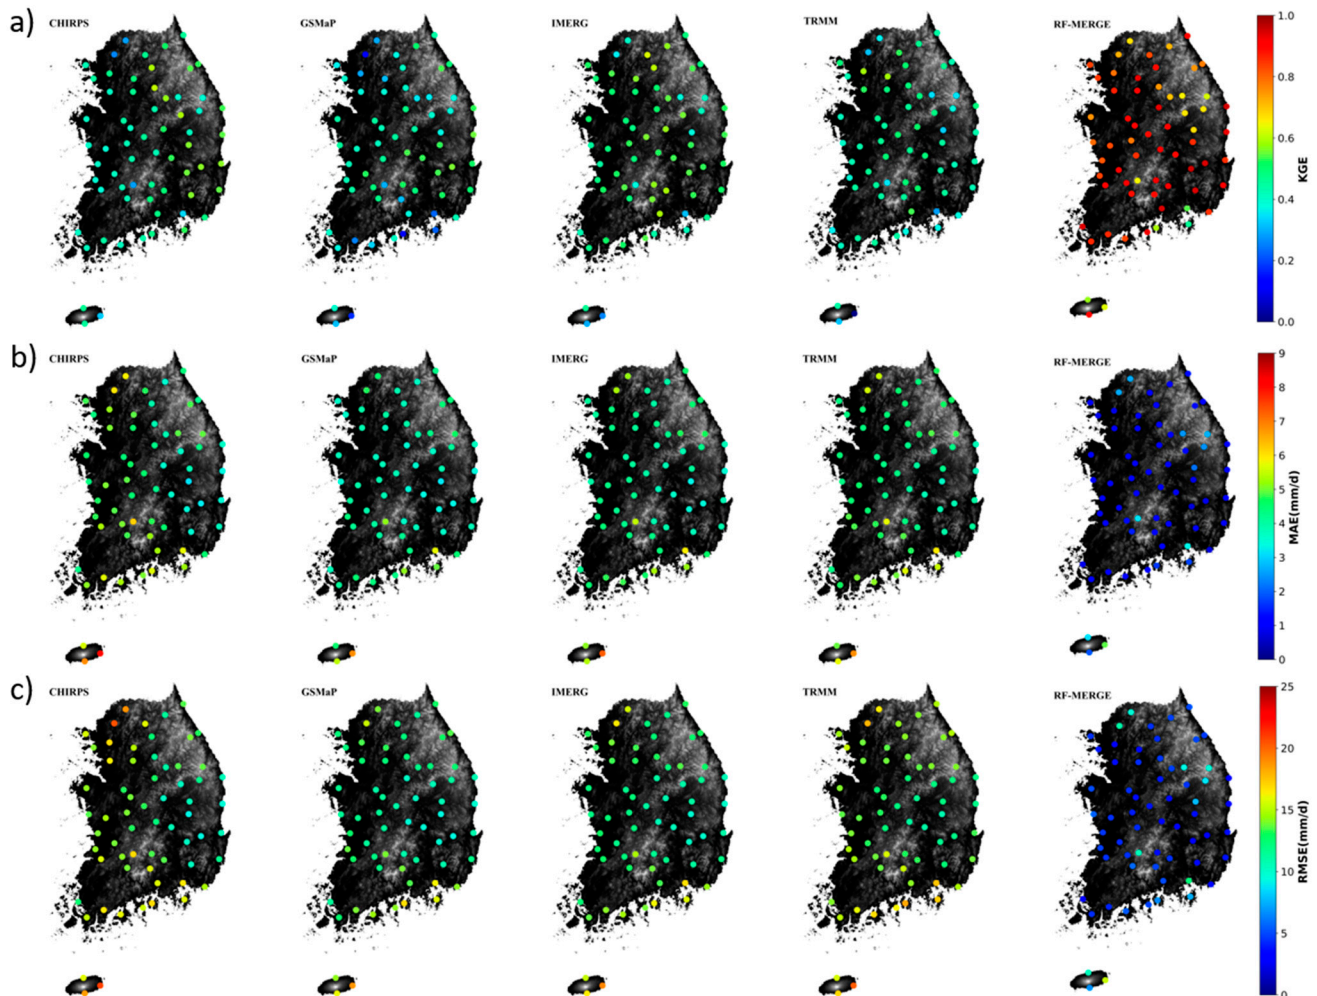 a)
CHIRPS
GSMaP
IMERG
TRMM
RF-MERGE
1.0
0.8
0.6
0.4
0.2
0.0
KGE
b)
CHIRPS
GSMaP
IMERG
TRMM
RF-MERGE
9
8
7
6
5
4
3
2
1
0
MAE(mm/d)
c)
CHIRPS
GSMaP
IMERG
TRMM
RF-MERGE
25
20
15
10
5
0
RMSE(mm/d)